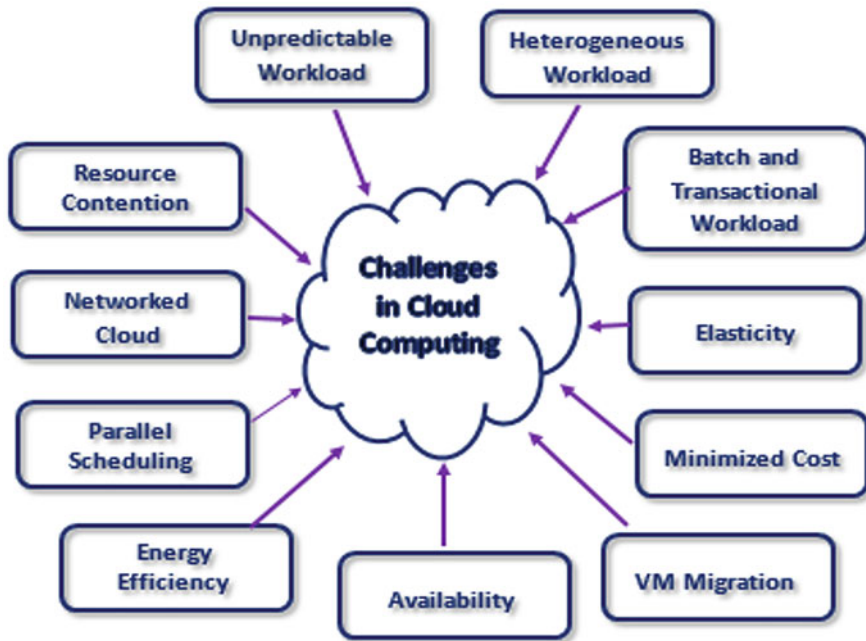 Unpredictable
Workload
Heterogeneous
Workload
Resource
Contention
Batch and
Transactional
Workload
Challenges
in Cloud
Computing
Networked
Cloud
Elasticity
Parallel
Scheduling
Minimized Cost
Energy
Efficiency
Availability
VM Migration